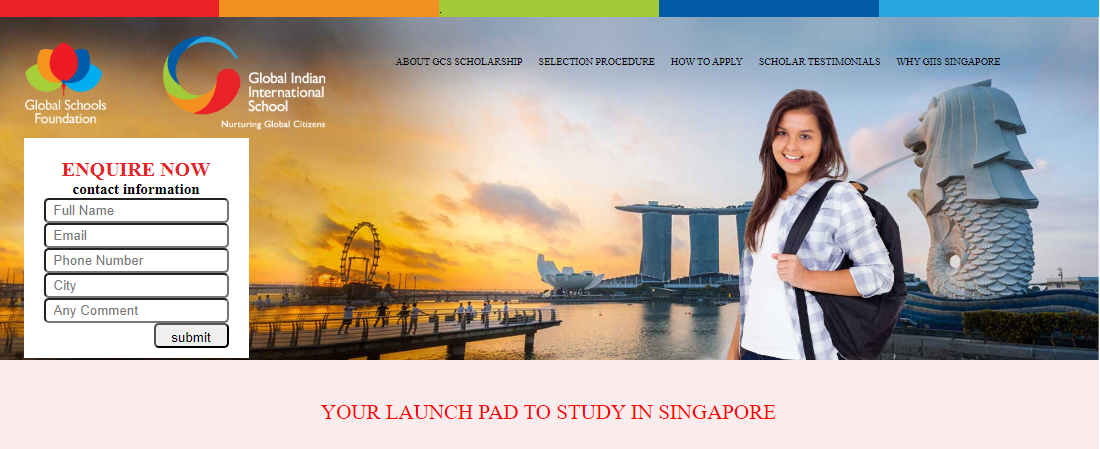 Global Schools
Foundation
Global Indian
International
School
Nurturing Global Citizens
ABOUT GCS SCHOLARSHIP SELECTION PROCEDURE HOW TO APPLY SCHOLAR TESTIMONIALS WHY GIIS SINGAPORE
ENQUIRE NOW
contact information
Full Name
Email
Phone Number
City
Any Comment
submit
YOUR LAUNCH PAD TO STUDY IN SINGAPORE